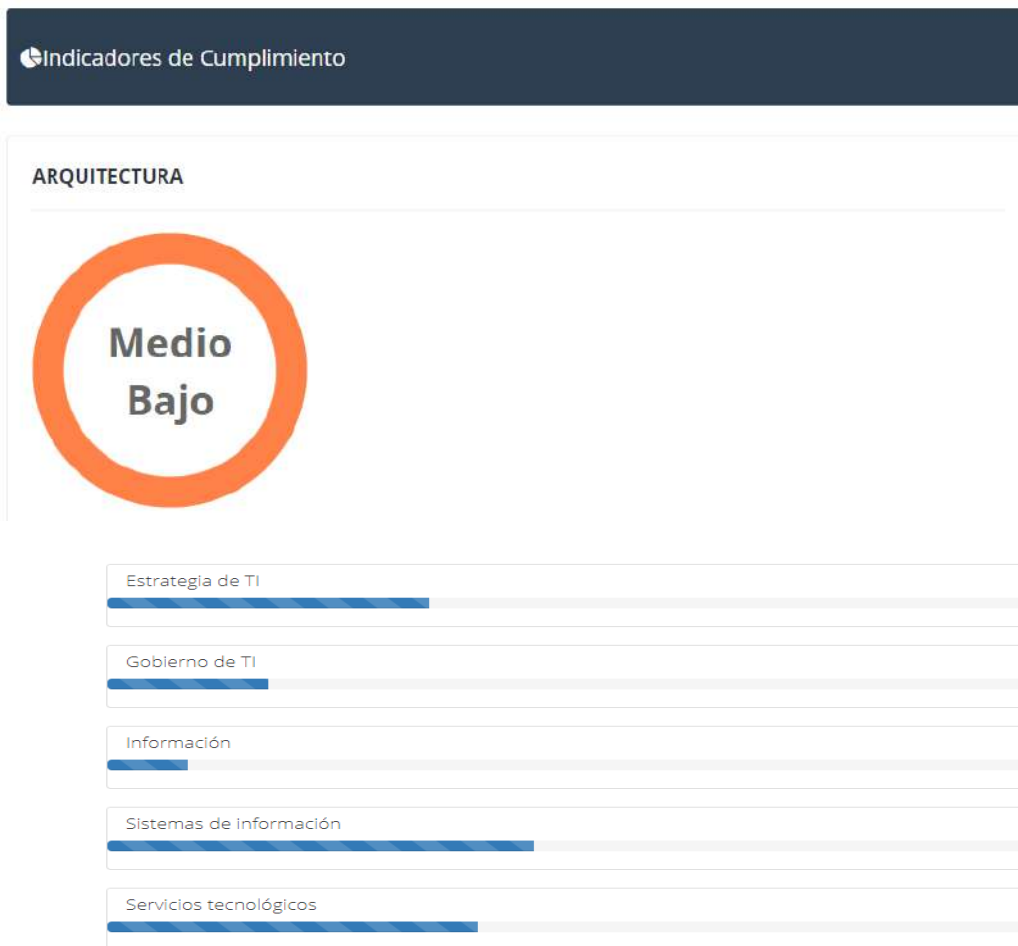 Indicadores de Cumplimiento
ARQUITECTURA
Medio
Bajo
Estrategia de TI
Gobierno de TI
Información
Sistemas de información
Servicios tecnológicos